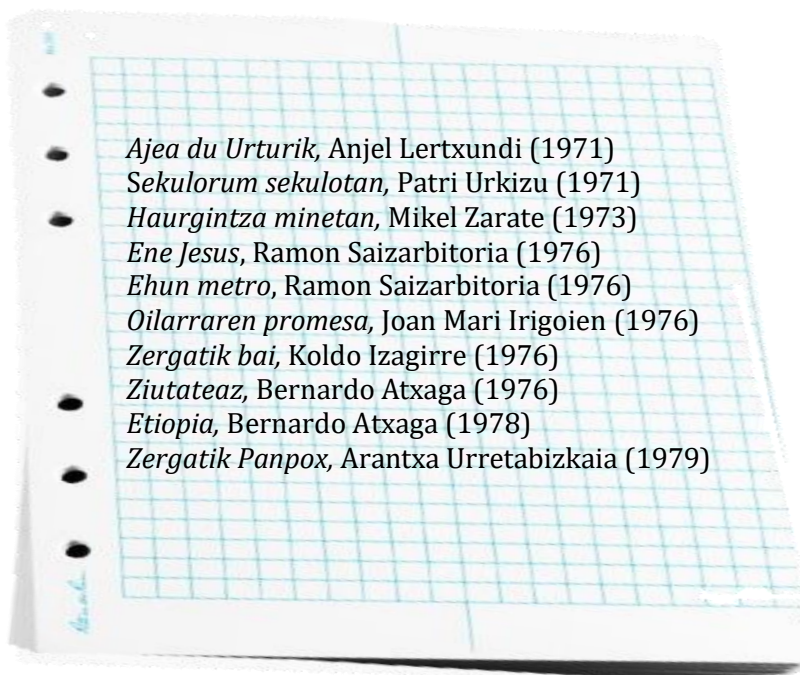 Ajea du Urturik, Anjel Lertxundi (1971)
Sekulorum sekulotan, Patri Urkizu (1971)
Haurgintza minetan, Mikel Zarate (1973)
Ene Jesus, Ramon Saizarbitoria (1976)
Ehun metro, Ramon Saizarbitoria (1976)
Oilarraren promesa, Joan Mari Irigoien (1976)
Zergatik bai, Koldo Izagirre (1976)
Ziutateaz, Bernardo Atxaga (1976)
Etiopia, Bernardo Atxaga (1978)
Zergatik Panpox, Arantxa Urretabizkaia (1979)